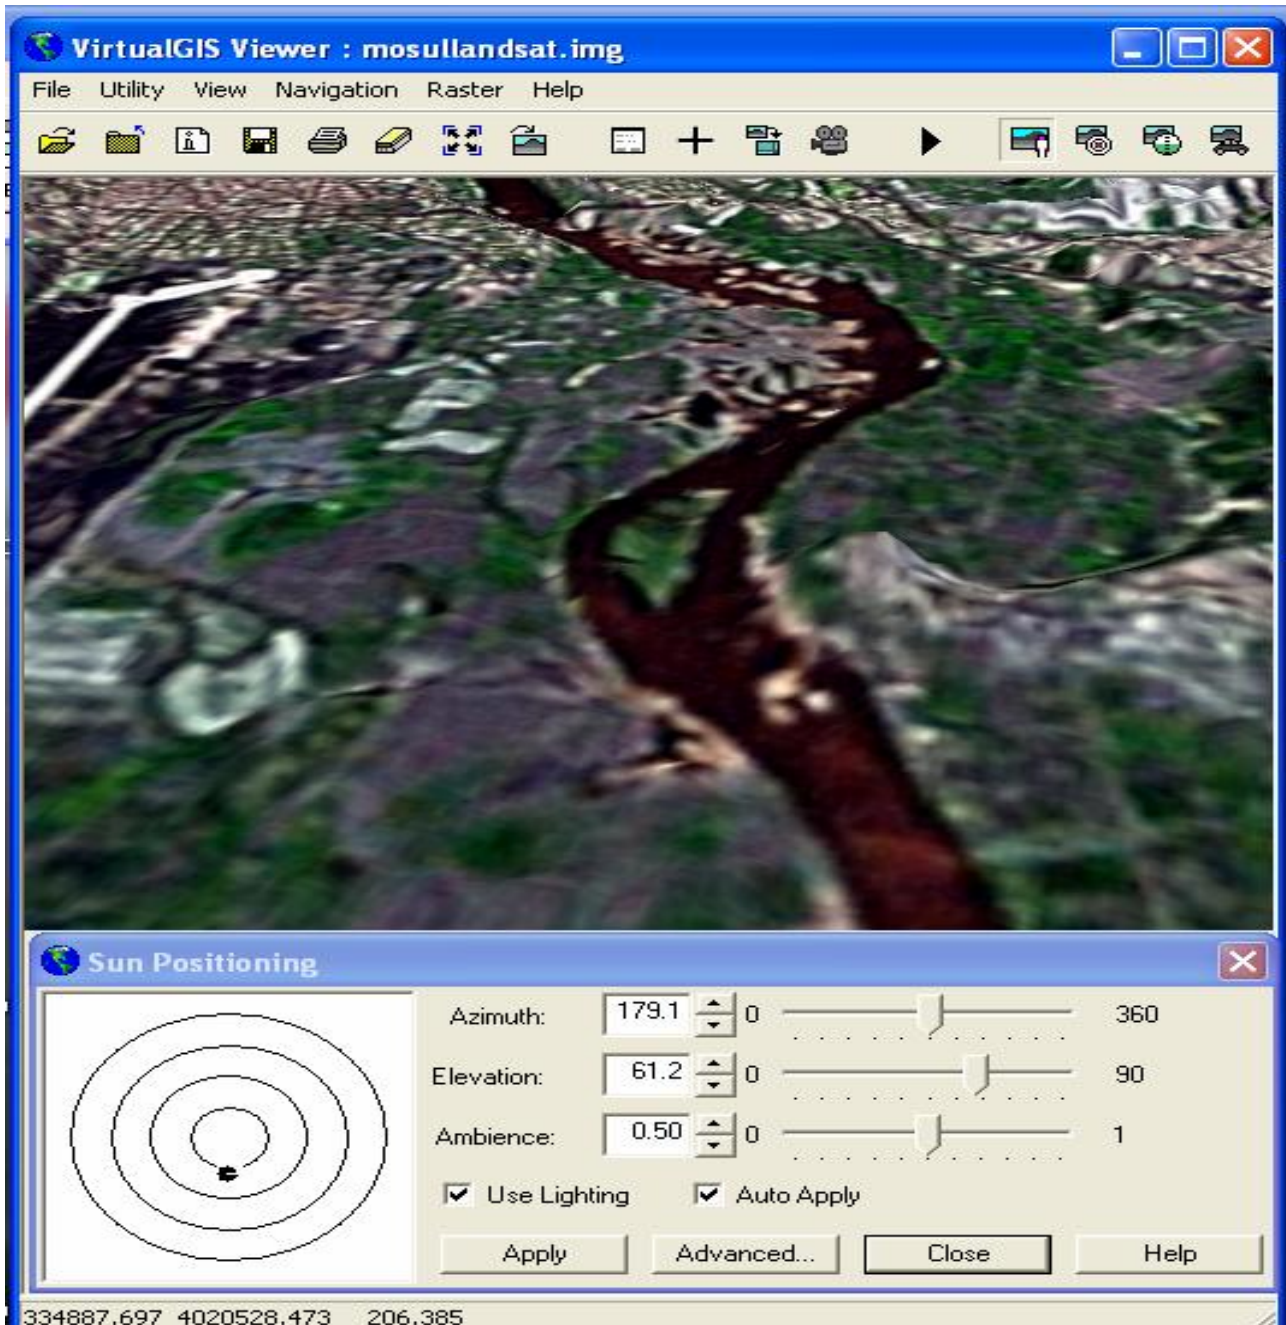 VirtualGIS Viewer : mosullandsat.img
File Utility View Navigation Raster Help
Sun Positioning
Azimuth: 179.1 0 360
Elevation: 61.2 0 90
Ambience: 0.50 0 1
Use Lighting Auto Apply
Apply Advanced... Close Help
334887.697 4020528.473 206.385